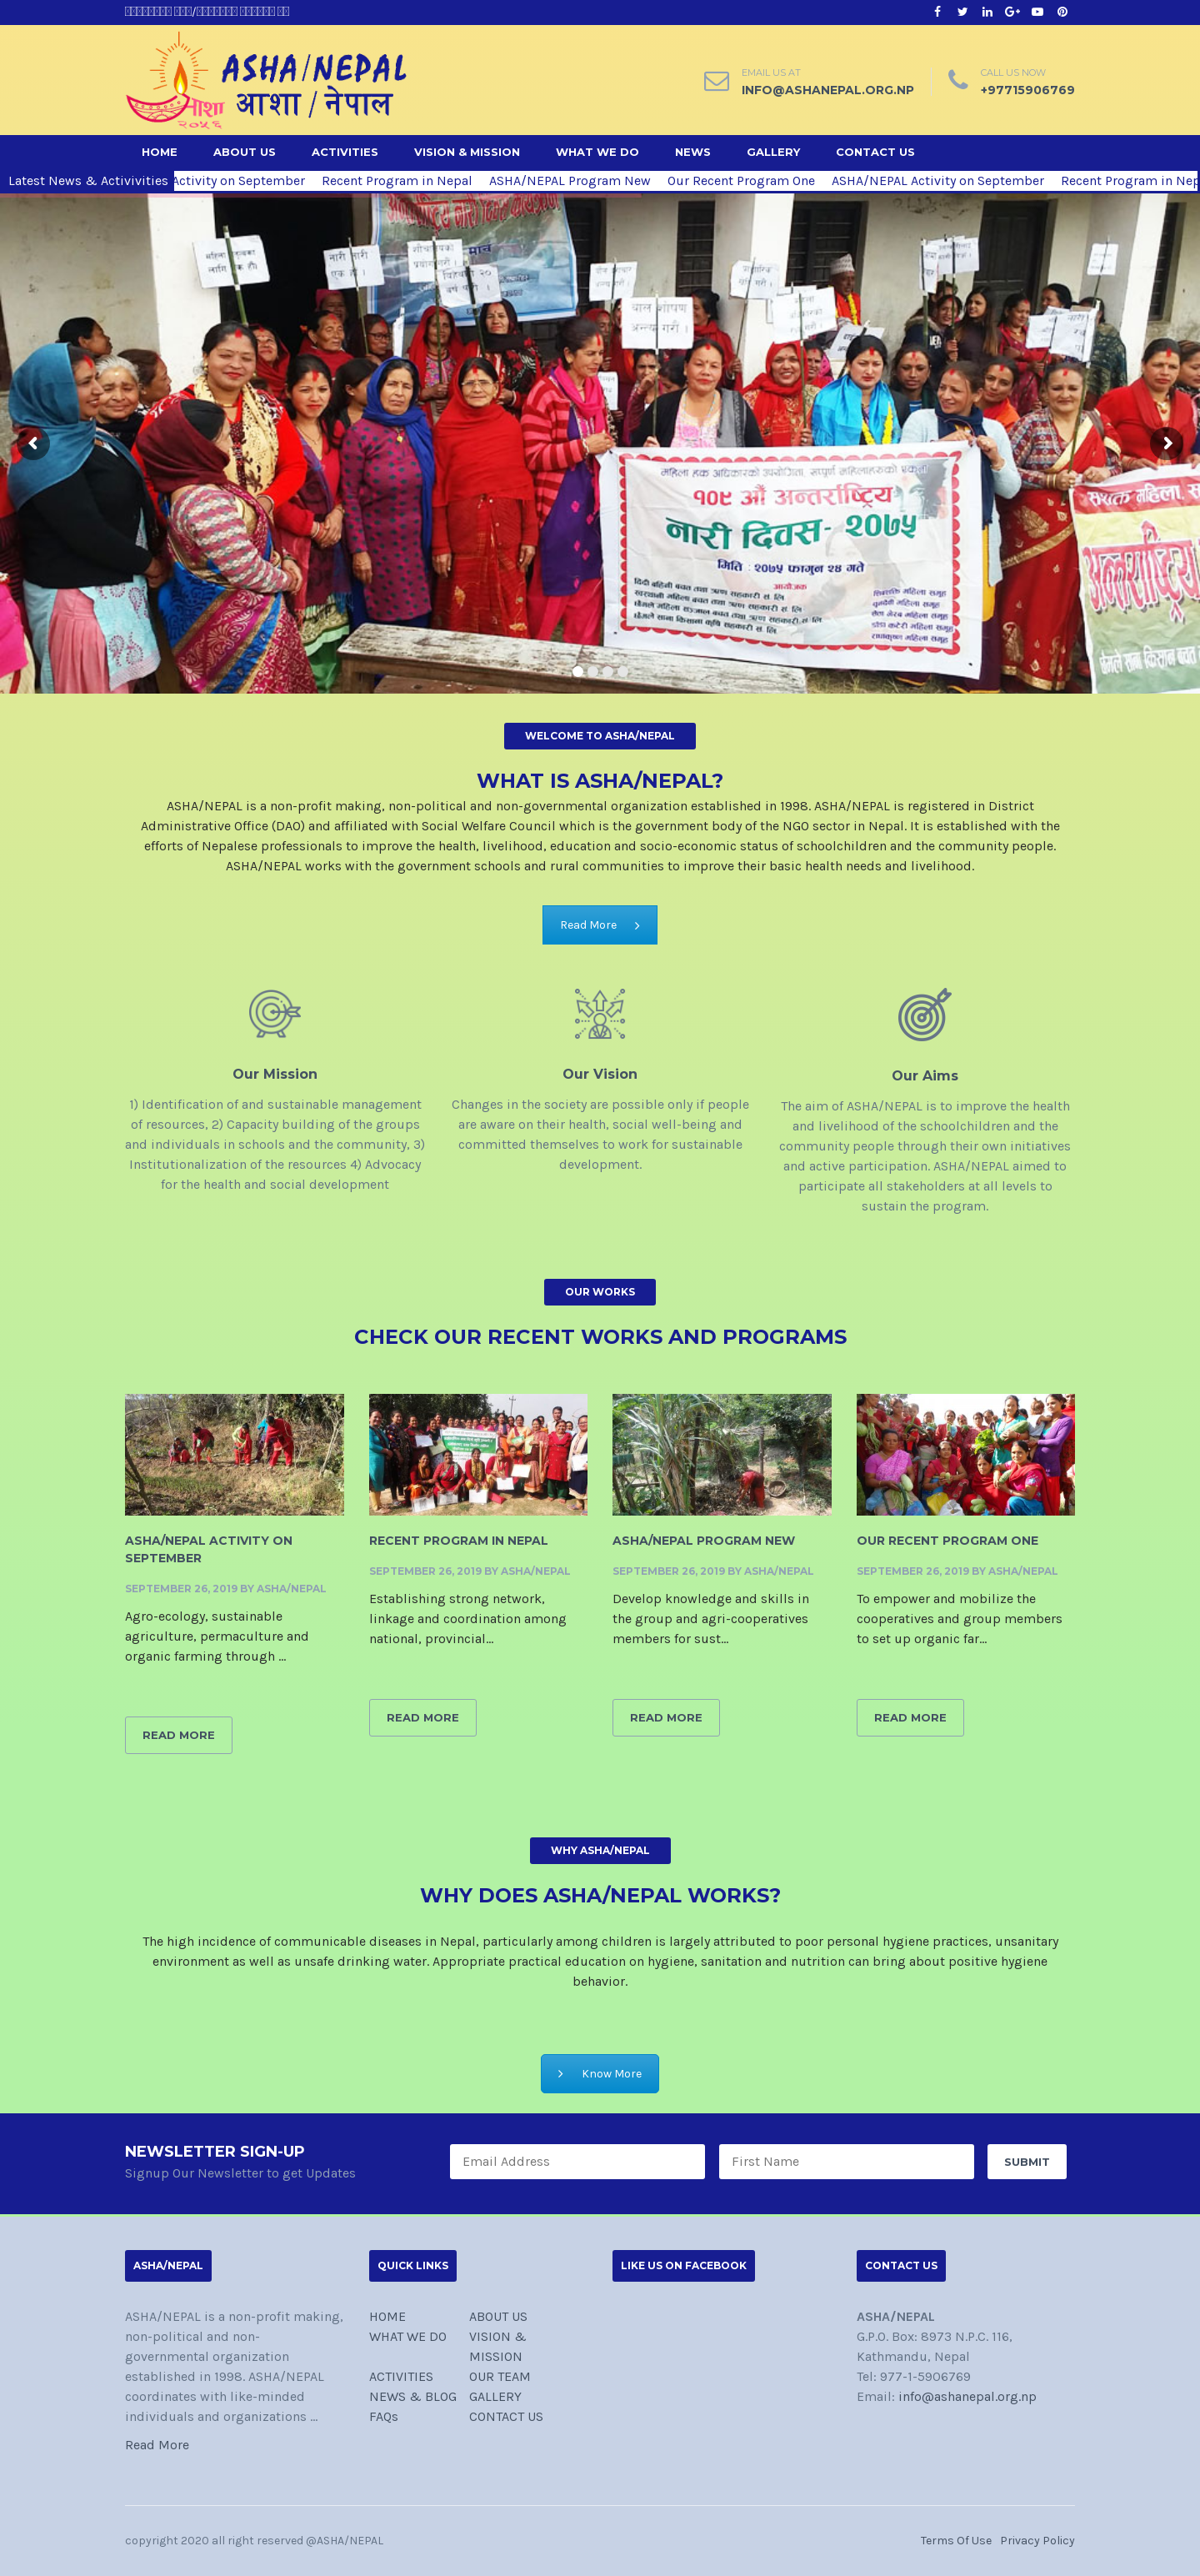 EMAIL US AT
INFO@ASHANEPAL.ORG.NP
CALL US NOW
+97715906769
ASHA/NEPAL
आशा / नेपाल
आशा
२०५६
HOME ABOUT US ACTIVITIES VISION & MISSION WHAT WE DO NEWS GALLERY CONTACT US
Latest News & Activivities Activity on September Recent Program in Nepal ASHA/NEPAL Program New Our Recent Program One ASHA/NEPAL Activity on September Recent Program in Nep
महिला हक अधिकारको उपयोगिता, सम्पूर्ण महिलाहरुको एकता
१०९ औं अन्तर्राष्ट्रिय
नारी दिवस- २०७५
मिति : २०७५ फागुन २४ गते
आयोजक
WELCOME TO ASHA/NEPAL
WHAT IS ASHA/NEPAL?
ASHA/NEPAL is a non-profit making, non-political and non-governmental organization established in 1998. ASHA/NEPAL is registered in District
Administrative Office (DAO) and affiliated with Social Welfare Council which is the government body of the NGO sector in Nepal. It is established with the
efforts of Nepalese professionals to improve the health, livelihood, education and socio-economic status of schoolchildren and the community people.
ASHA/NEPAL works with the government schools and rural communities to improve their basic health needs and livelihood.
Read More
Our Mission
1) Identification of and sustainable management
of resources, 2) Capacity building of the groups
and individuals in schools and the community, 3)
Institutionalization of the resources 4) Advocacy
for the health and social development
Our Vision
Changes in the society are possible only if people
are aware on their health, social well-being and
committed themselves to work for sustainable
development.
Our Aims
The aim of ASHA/NEPAL is to improve the health
and livelihood of the schoolchildren and the
community people through their own initiatives
and active participation. ASHA/NEPAL aimed to
participate all stakeholders at all levels to
sustain the program.
OUR WORKS
CHECK OUR RECENT WORKS AND PROGRAMS
ASHA/NEPAL ACTIVITY ON
SEPTEMBER
SEPTEMBER 26, 2019 BY ASHA/NEPAL
Agro-ecology, sustainable
agriculture, permaculture and
organic farming through ...
READ MORE
RECENT PROGRAM IN NEPAL
SEPTEMBER 26, 2019 BY ASHA/NEPAL
Establishing strong network,
linkage and coordination among
national, provincial...
READ MORE
ASHA/NEPAL PROGRAM NEW
SEPTEMBER 26, 2019 BY ASHA/NEPAL
Develop knowledge and skills in
the group and agri-cooperatives
members for sust...
READ MORE
OUR RECENT PROGRAM ONE
SEPTEMBER 26, 2019 BY ASHA/NEPAL
To empower and mobilize the
cooperatives and group members
to set up organic far...
READ MORE
WHY ASHA/NEPAL
WHY DOES ASHA/NEPAL WORKS?
The high incidence of communicable diseases in Nepal, particularly among children is largely attributed to poor personal hygiene practices, unsanitary
environment as well as unsafe drinking water. Appropriate practical education on hygiene, sanitation and nutrition can bring about positive hygiene
behavior.
Know More
NEWSLETTER SIGN-UP
Signup Our Newsletter to get Updates
Email Address
First Name
SUBMIT
ASHA/NEPAL
ASHA/NEPAL is a non-profit making,
non-political and non-
governmental organization
established in 1998. ASHA/NEPAL
coordinates with like-minded
individuals and organizations ...
Read More
QUICK LINKS
HOME
WHAT WE DO
ACTIVITIES
NEWS & BLOG
FAQs
ABOUT US
VISION &
MISSION
OUR TEAM
GALLERY
CONTACT US
LIKE US ON FACEBOOK
CONTACT US
ASHA/NEPAL
G.P.O. Box: 8973 N.P.C. 116,
Kathmandu, Nepal
Tel: 977-1-5906769
Email: info@ashanepal.org.np
copyright 2020 all right reserved @ASHA/NEPAL
Terms Of Use Privacy Policy